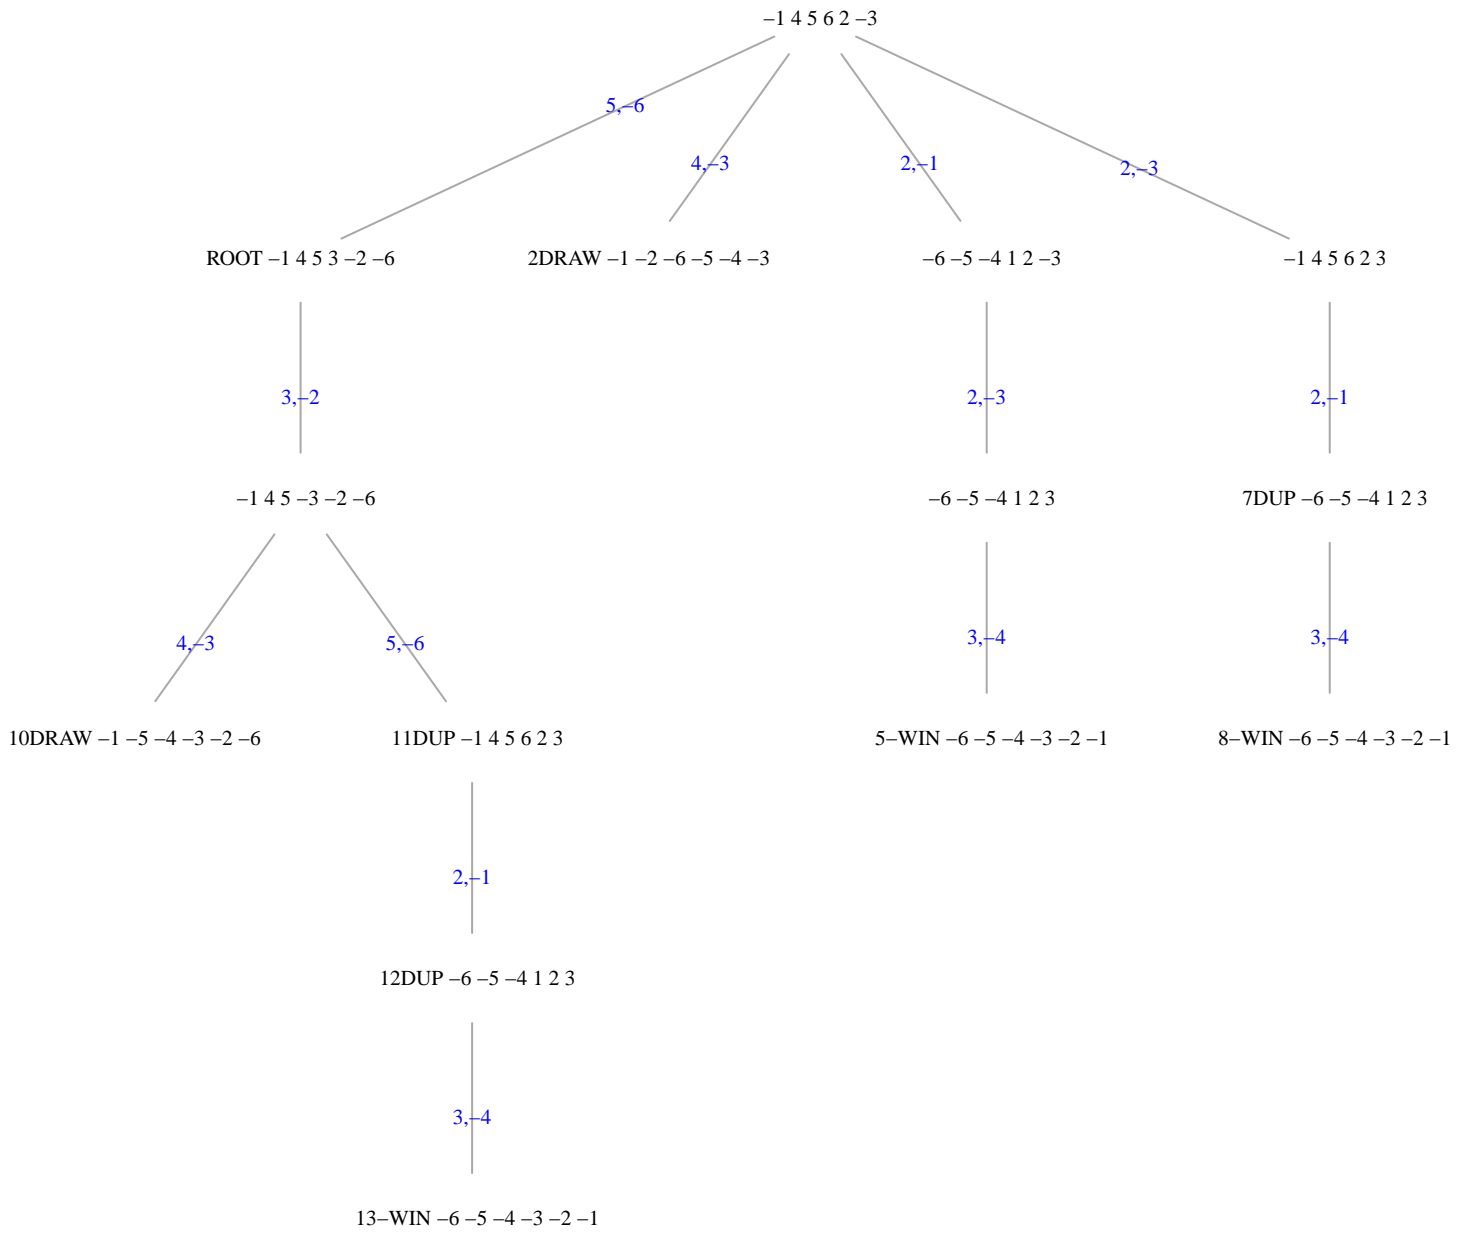 –1 4 5 6 2 –3
5,–6
4,–3
2,–1
2,–3
ROOT –1 4 5 3 –2 –6
2DRAW –1 –2 –6 –5 –4 –3
–6 –5 –4 1 2 –3
–1 4 5 6 2 3
3,–2
2,–3
2,–1
–1 4 5 –3 –2 –6
–6 –5 –4 1 2 3
7DUP –6 –5 –4 1 2 3
4,–3
5,–6
3,–4
3,–4
10DRAW –1 –5 –4 –3 –2 –6
11DUP –1 4 5 6 2 3
5–WIN –6 –5 –4 –3 –2 –1
8–WIN –6 –5 –4 –3 –2 –1
2,–1
12DUP –6 –5 –4 1 2 3
3,–4
13–WIN –6 –5 –4 –3 –2 –1